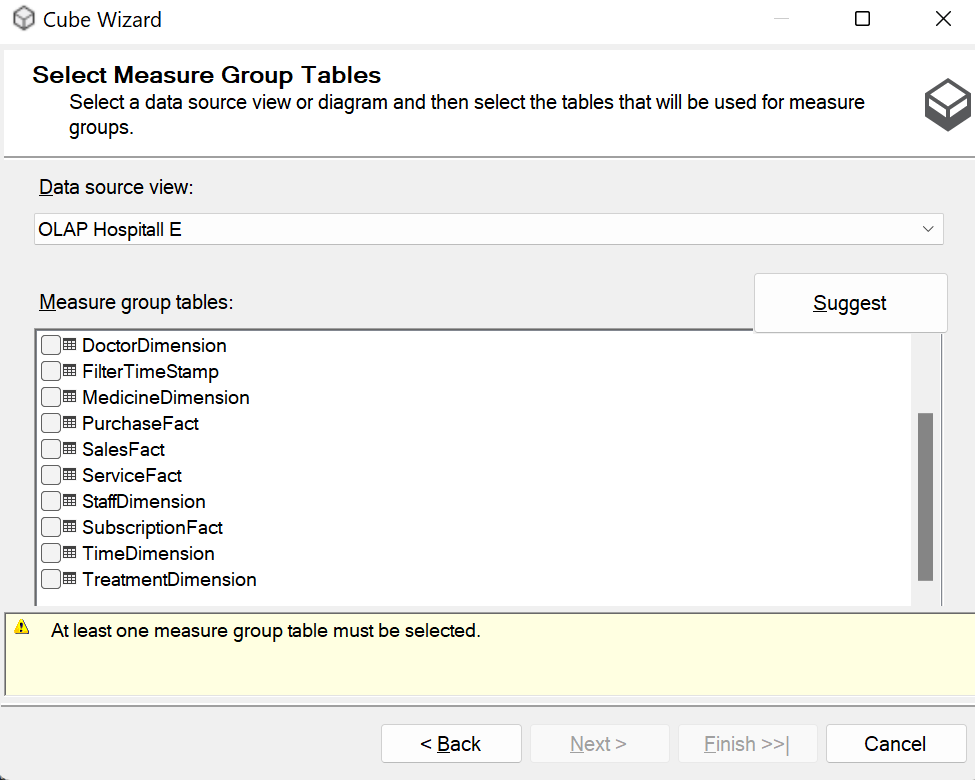 Cube Wizard
Select Measure Group Tables
Select a data source view or diagram and then select the tables that will be used for measure
groups.
Data source view:
OLAP Hospitall E
Measure group tables:
Suggest
DoctorDimension
FilterTimeStamp
MedicineDimension
PurchaseFact
SalesFact
ServiceFact
StaffDimension
SubscriptionFact
TimeDimension
TreatmentDimension
At least one measure group table must be selected.
< Back
Next >
Finish >>|
Cancel